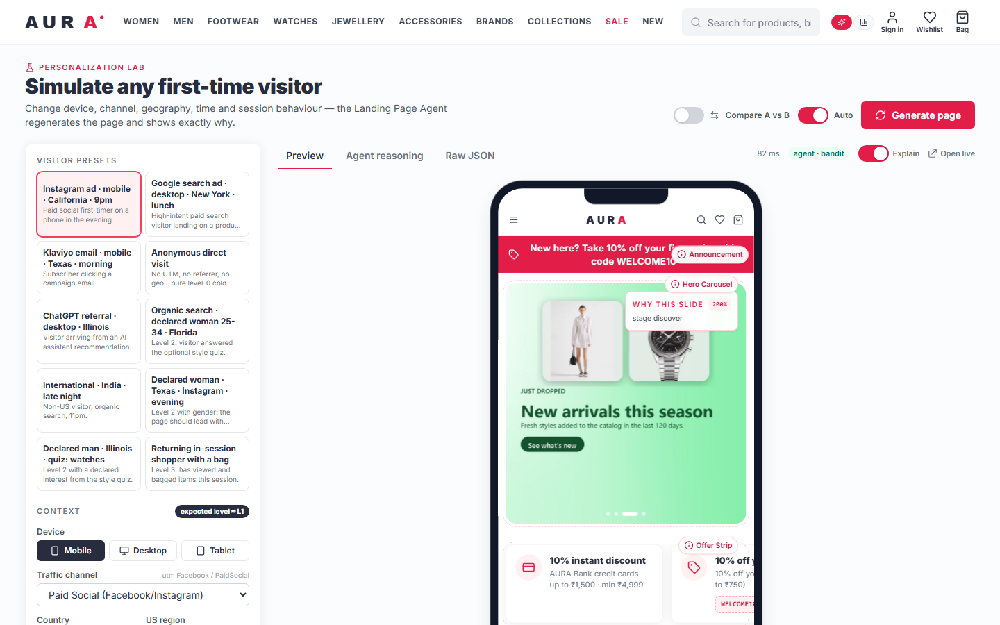 AURA
WOMEN MEN FOOTWEAR WATCHES JEWELLERY ACCESSORIES BRANDS COLLECTIONS SALE NEW
Search for products, b
Sign in Wishlist Bag
PERSONALIZATION LAB
Simulate any first-time visitor
Change device, channel, geography, time and session behaviour — the Landing Page Agent
regenerates the page and shows exactly why.
Compare A vs B Auto Generate page
VISITOR PRESETS
Instagram ad · mobile
· California · 9pm
Paid social first-timer on a
phone in the evening.
Google search ad ·
desktop · New York ·
lunch
High-intent paid search
visitor landing on a produ...
Klaviyo email · mobile
· Texas · morning
Subscriber clicking a
campaign email.
Anonymous direct
visit
No UTM, no referrer, no
geo - pure level-0 cold...
ChatGPT referral ·
desktop · Illinois
Visitor arriving from an AI
assistant recommendation.
Organic search ·
declared woman 25-
34 · Florida
Level 2: visitor answered
the optional style quiz.
International · India ·
late night
Non-US visitor, organic
search, 11pm.
Declared woman ·
Texas · Instagram ·
evening
Level 2 with gender: the
page should lead with...
Declared man · Illinois
· quiz: watches
Level 2 with a declared
interest from the style quiz.
Returning in-session
shopper with a bag
Level 3: has viewed and
bagged items this session.
CONTEXT expected level ≈ L1
Device
Mobile Desktop Tablet
Traffic channel utm Facebook / PaidSocial
Paid Social (Facebook/Instagram)
Country US region
Preview Agent reasoning Raw JSON
82 ms agent · bandit Explain Open live
AURA
New here? Take 10% off your
code WELCOME10
Announcement
Hero Carousel
WHY THIS SLIDE 200%
stage discover
JUST DROPPED
New arrivals this season
Fresh styles added to the catalog in the last 120 days.
See what's new
Offer Strip
10% instant discount
AURA Bank credit cards ·
up to ₹1,500 · min ₹4,999
10% off y
10% off yo
to ₹750)
WELCOME10